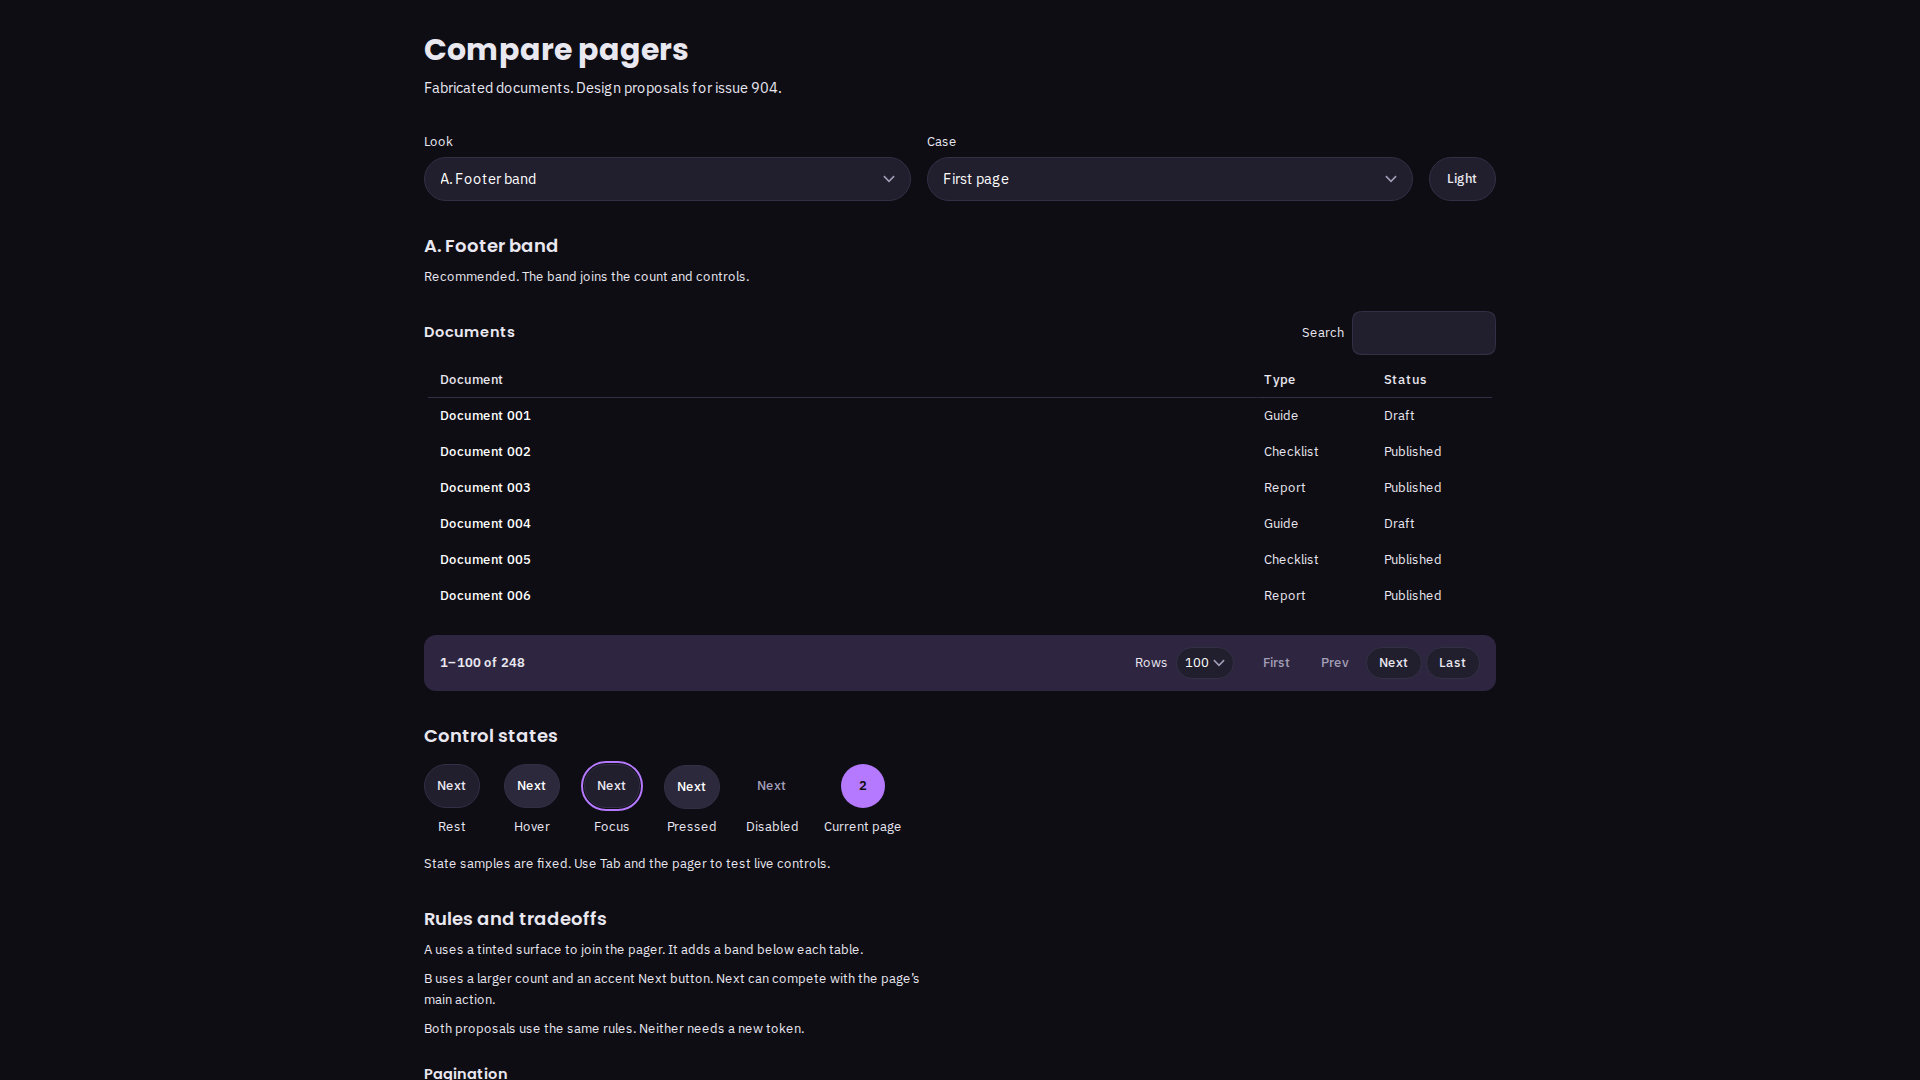 Compare pagers
Fabricated documents. Design proposals for issue 904.
Look
Case
A. Footer band
First page
Light
A. Footer band
Recommended. The band joins the count and controls.
Documents
Search
Document Type Status
Document 001 Guide Draft
Document 002 Checklist Published
Document 003 Report Published
Document 004 Guide Draft
Document 005 Checklist Published
Document 006 Report Published
1–100 of 248 Rows 100 First Prev Next Last
Control states
Next Next Next Next Next 2
Rest Hover Focus Pressed Disabled Current page
State samples are fixed. Use Tab and the pager to test live controls.
Rules and tradeoffs
A uses a tinted surface to join the pager. It adds a band below each table.
B uses a larger count and an accent Next button. Next can compete with the page’s
main action.
Both proposals use the same rules. Neither needs a new token.
Pagination